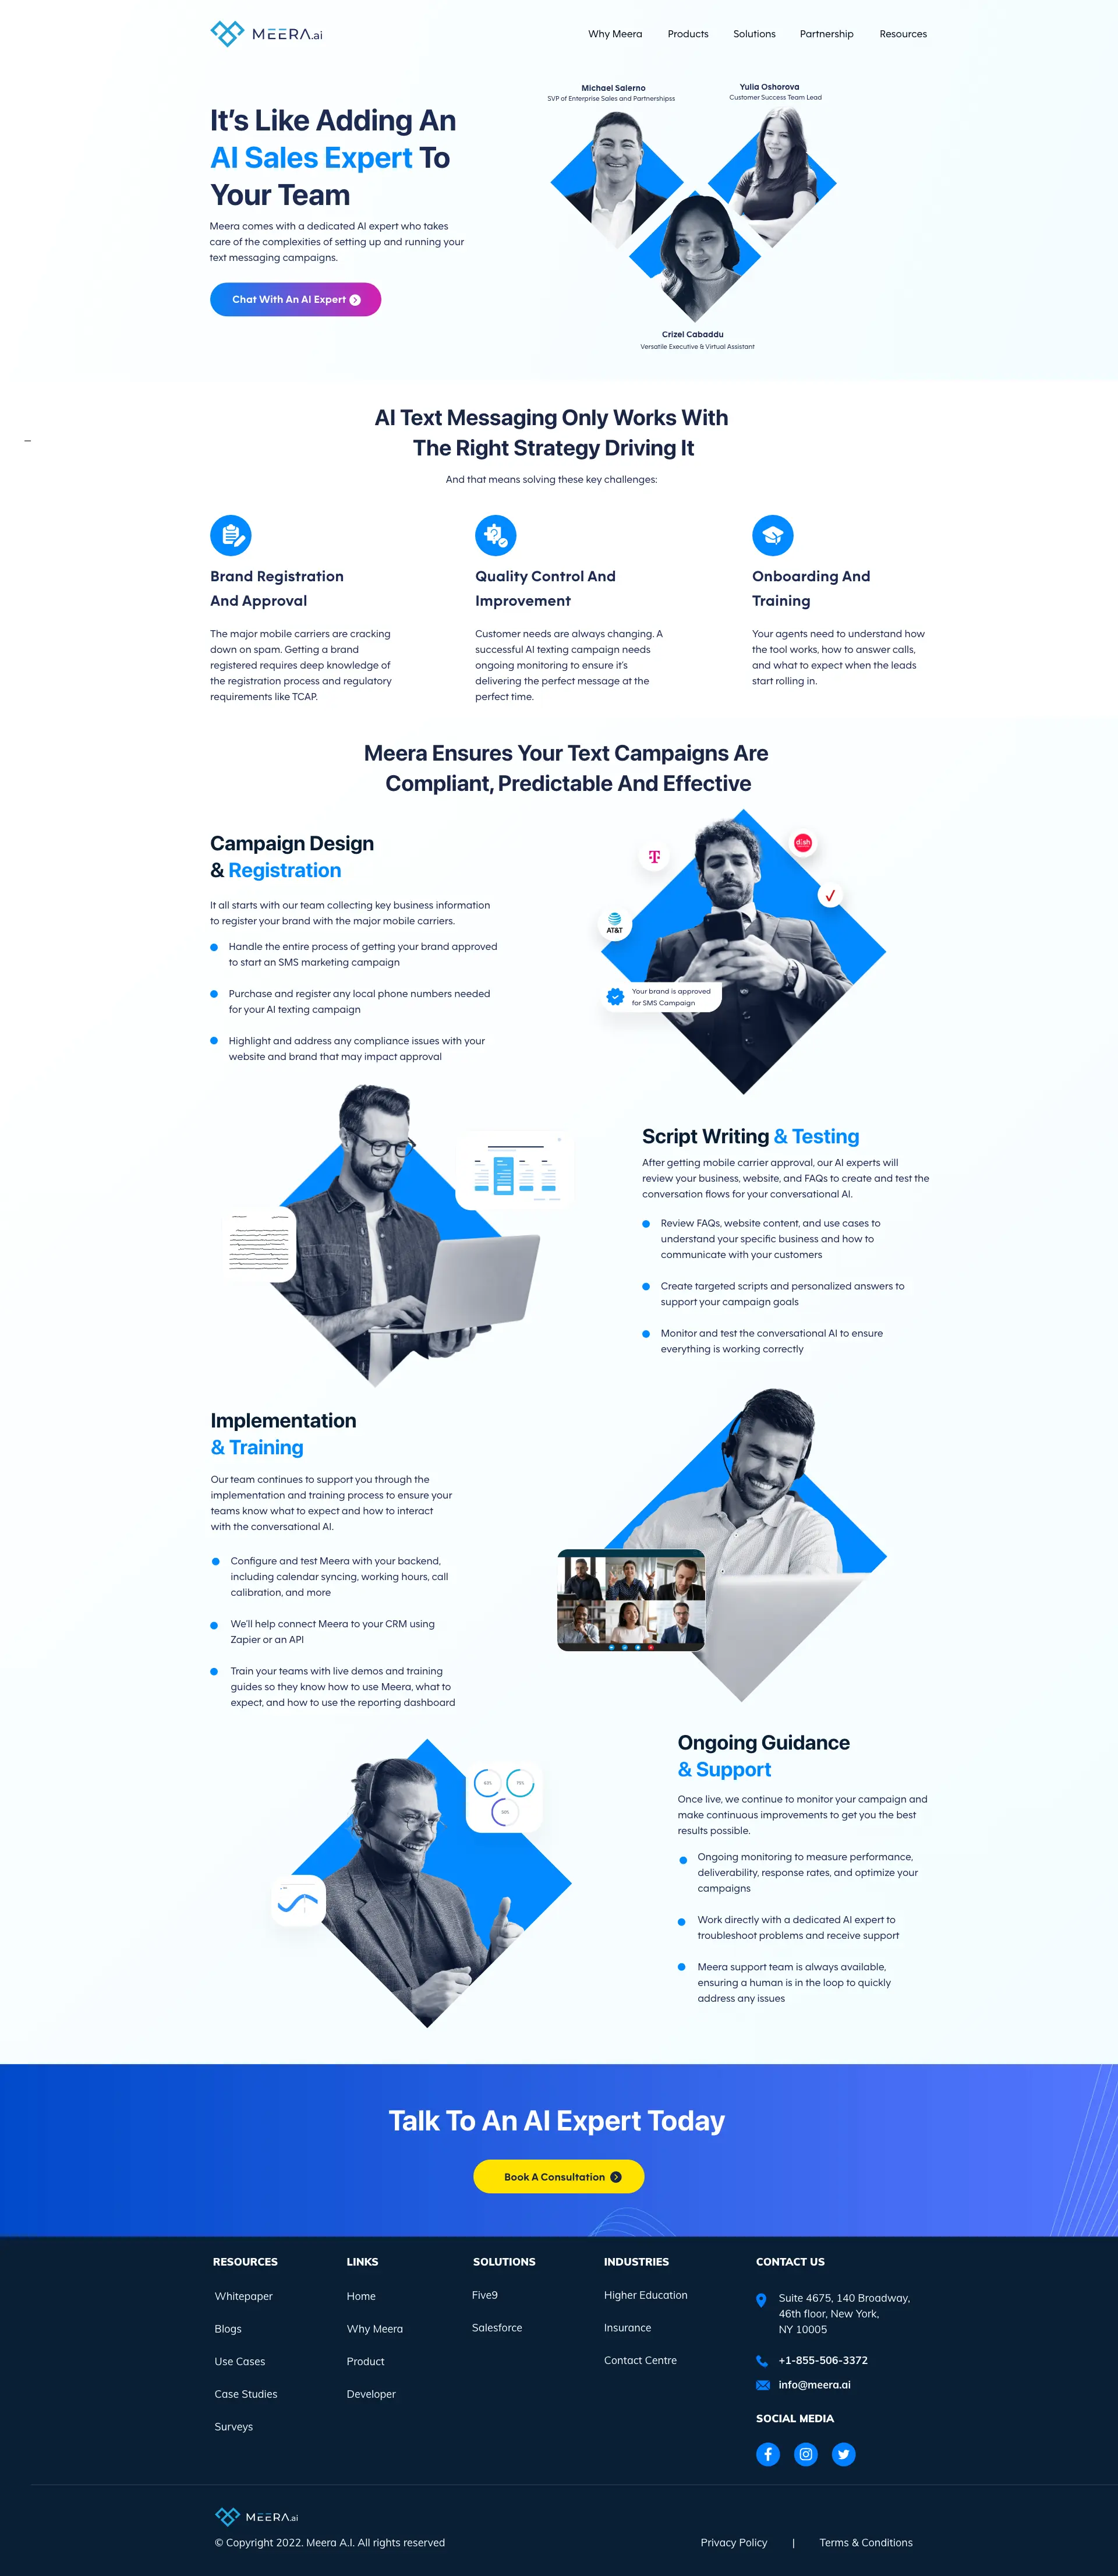 MEERA.ai
Why Meera
Products
Solutions
Partnership
Resources
It's Like Adding An
AI Sales Expert To
Your Team
Meera comes with a dedicated AI expert who takes
care of the complexities of setting up and running your
text messaging campaigns.
Chat With An AI Expert
Michael Salerno
SVP of Enterprise Sales and Partnershipss
Yulia Oshorova
Customer Success Team Lead
Crizel Cabaddu
Versatile Executive & Virtual Assistant
AI Text Messaging Only Works With
The Right Strategy Driving It
And that means solving these key challenges:
Brand Registration
And Approval
The major mobile carriers are cracking
down on spam. Getting a brand
registered requires deep knowledge of
the registration process and regulatory
requirements like TCAP.
Quality Control And
Improvement
Customer needs are always changing. A
successful AI texting campaign needs
ongoing monitoring to ensure it's
delivering the perfect message at the
perfect time.
Onboarding And
Training
Your agents need to understand how
the tool works, how to answer calls,
and what to expect when the leads
start rolling in.
Meera Ensures Your Text Campaigns Are
Compliant, Predictable And Effective
Campaign Design
& Registration
It all starts with our team collecting key business information
to register your brand with the major mobile carriers.
Handle the entire process of getting your brand approved
to start an SMS marketing campaign
Purchase and register any local phone numbers needed
for your AI texting campaign
Highlight and address any compliance issues with your
website and brand that may impact approval
T
dish
AT&T
Your brand is approved
for SMS Campaign
Script Writing & Testing
After getting mobile carrier approval, our AI experts will
review your business, website, and FAQs to create and test the
conversation flows for your conversational AI.
Review FAQs, website content, and use cases to
understand your specific business and how to
communicate with your customers
Create targeted scripts and personalized answers to
support your campaign goals
Monitor and test the conversational AI to ensure
everything is working correctly
Implementation
& Training
Our team continues to support you through the
implementation and training process to ensure your
teams know what to expect and how to interact
with the conversational AI.
Configure and test Meera with your backend,
including calendar syncing, working hours, call
calibration, and more
We'll help connect Meera to your CRM using
Zapier or an API
Train your teams with live demos and training
guides so they know how to use Meera, what to
expect, and how to use the reporting dashboard
Ongoing Guidance
& Support
Once live, we continue to monitor your campaign and
make continuous improvements to get you the best
results possible.
Ongoing monitoring to measure performance,
deliverability, response rates, and optimize your
campaigns
Work directly with a dedicated AI expert to
troubleshoot problems and receive support
Meera support team is always available,
ensuring a human is in the loop to quickly
address any issues
Talk To An AI Expert Today
Book A Consultation
RESOURCES
Whitepaper
Blogs
Use Cases
Case Studies
Surveys
LINKS
Home
Why Meera
Product
Developer
SOLUTIONS
Five9
Salesforce
INDUSTRIES
Higher Education
Insurance
Contact Centre
CONTACT US
Suite 4675, 140 Broadway,
46th floor, New York,
NY 10005
+1-855-506-3372
info@meera.ai
SOCIAL MEDIA
MEERA.ai
© Copyright 2022. Meera A.I. All rights reserved
Privacy Policy | Terms & Conditions